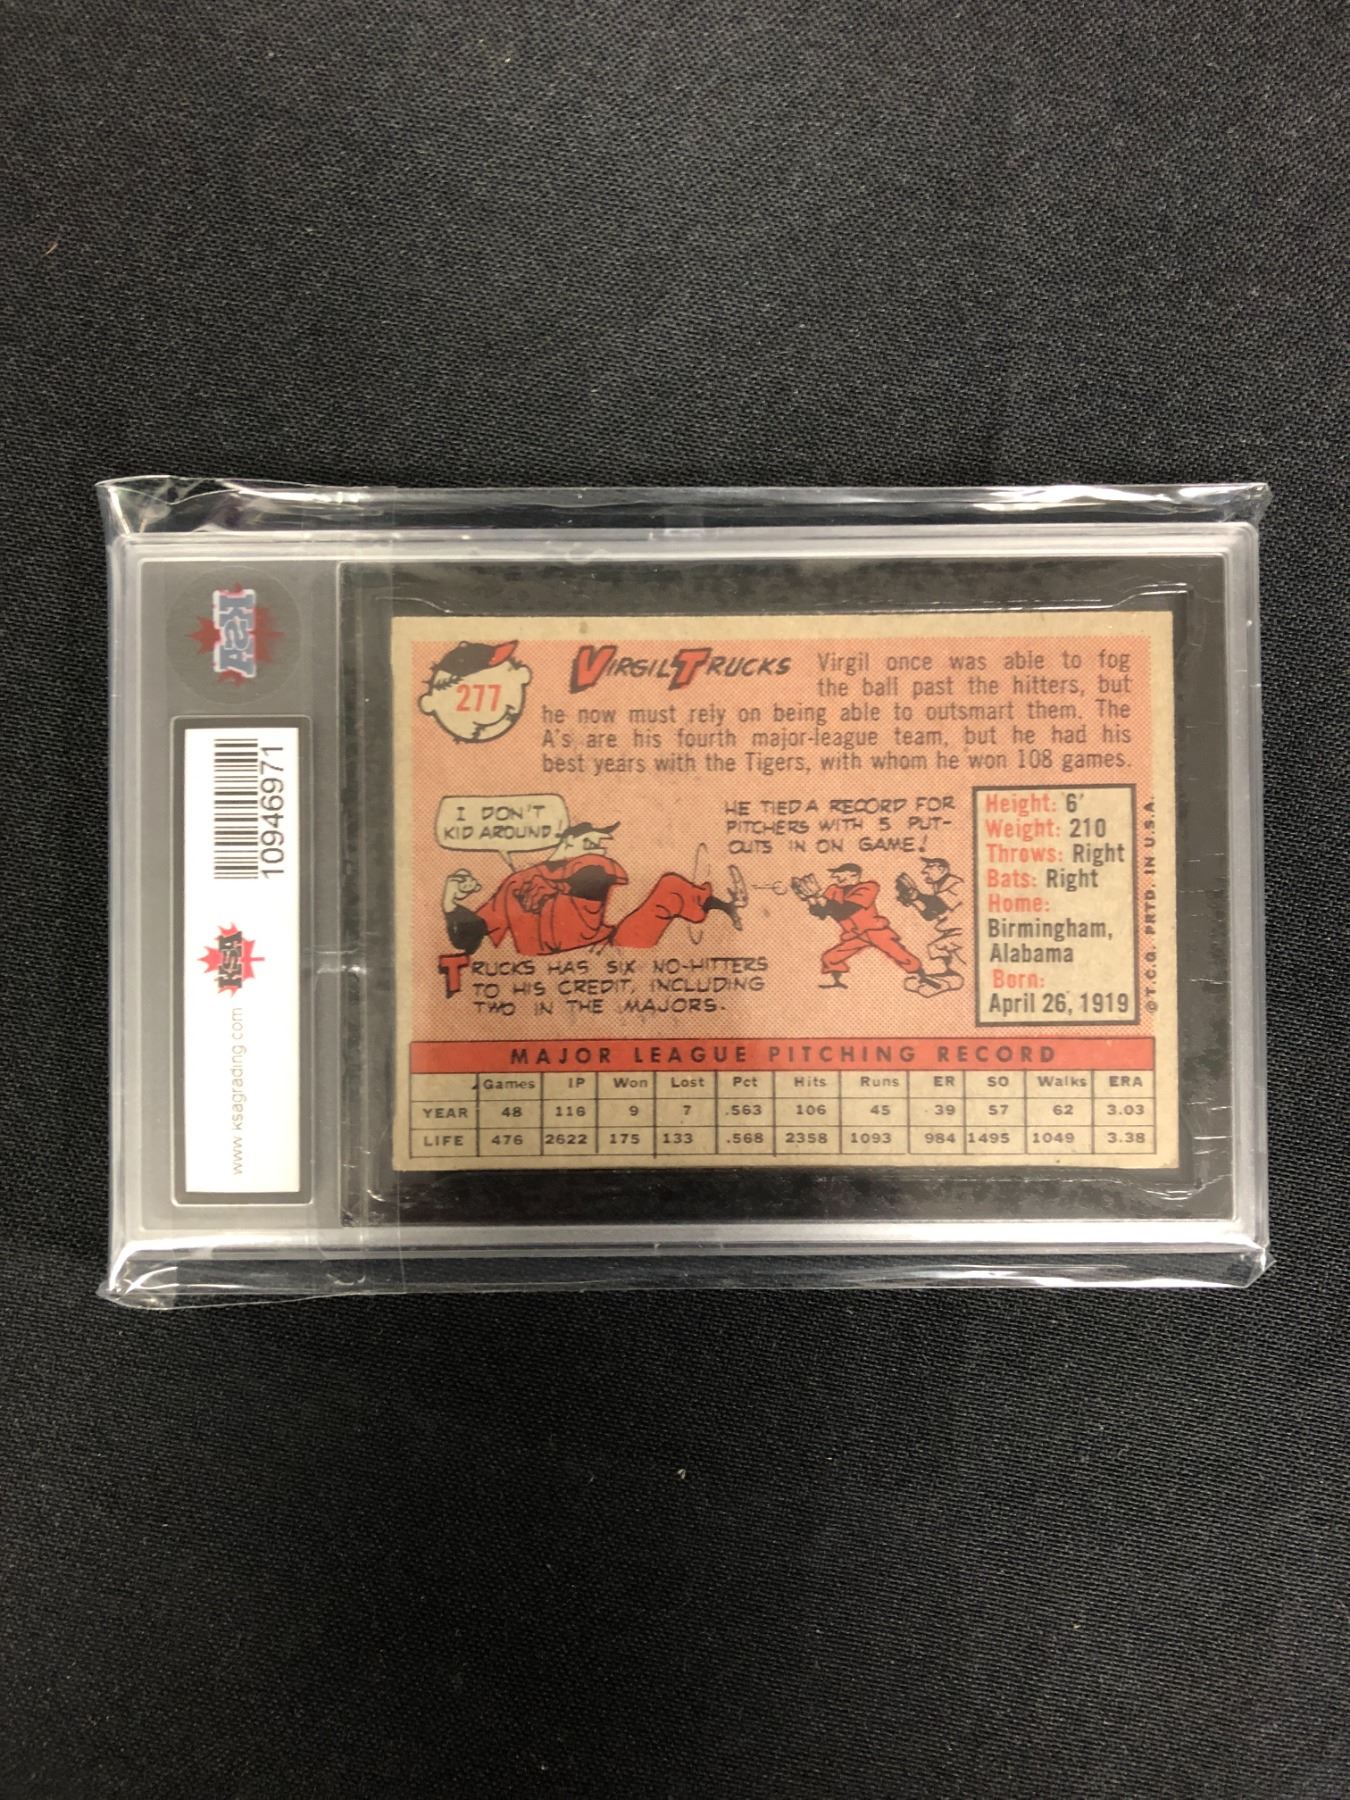 KSA
10946971
KSA
www.ksagrading.com
277
VIRGIL TRUCKS
Virgil once was able to fog
the ball past the hitters, but
he now must rely on being able to outsmart them. The
A's are his fourth major-league team, but he had his
best years with the Tigers, with whom he won 108 games.
I DON'T
KID AROUND!
TRUCKS HAS SIX NO-HITTERS
TO HIS CREDIT, INCLUDING
TWO IN THE MAJORS.
HE TIED A RECORD FOR
PITCHERS WITH 5 PUT-
OUTS IN ON GAME!
Height: 6'
Weight: 210
Throws: Right
Bats: Right
Home:
Birmingham,
Alabama
Born:
April 26, 1919
© T.C.G. PRTD. IN U.S.A.
MAJOR LEAGUE PITCHING RECORD
Games IP Won Lost Pct Hits Runs ER SO Walks ERA
YEAR 48 116 9 7 .563 106 45 39 57 62 3.03
LIFE 476 2622 175 133 .568 2358 1093 984 1495 1049 3.38